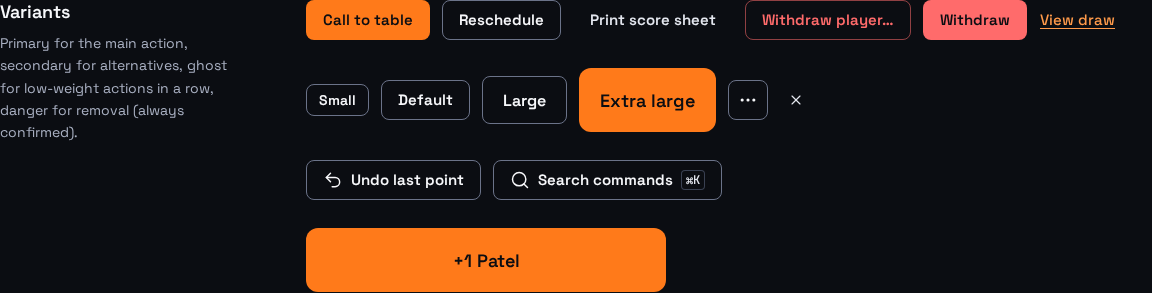 Variants
Primary for the main action,
secondary for alternatives, ghost
for low-weight actions in a row,
danger for removal (always
confirmed).
Call to table
Reschedule
Print score sheet
Withdraw player…
Withdraw
View draw
Small
Default
Large
Extra large
Undo last point
Search commands ⌘K
+1 Patel